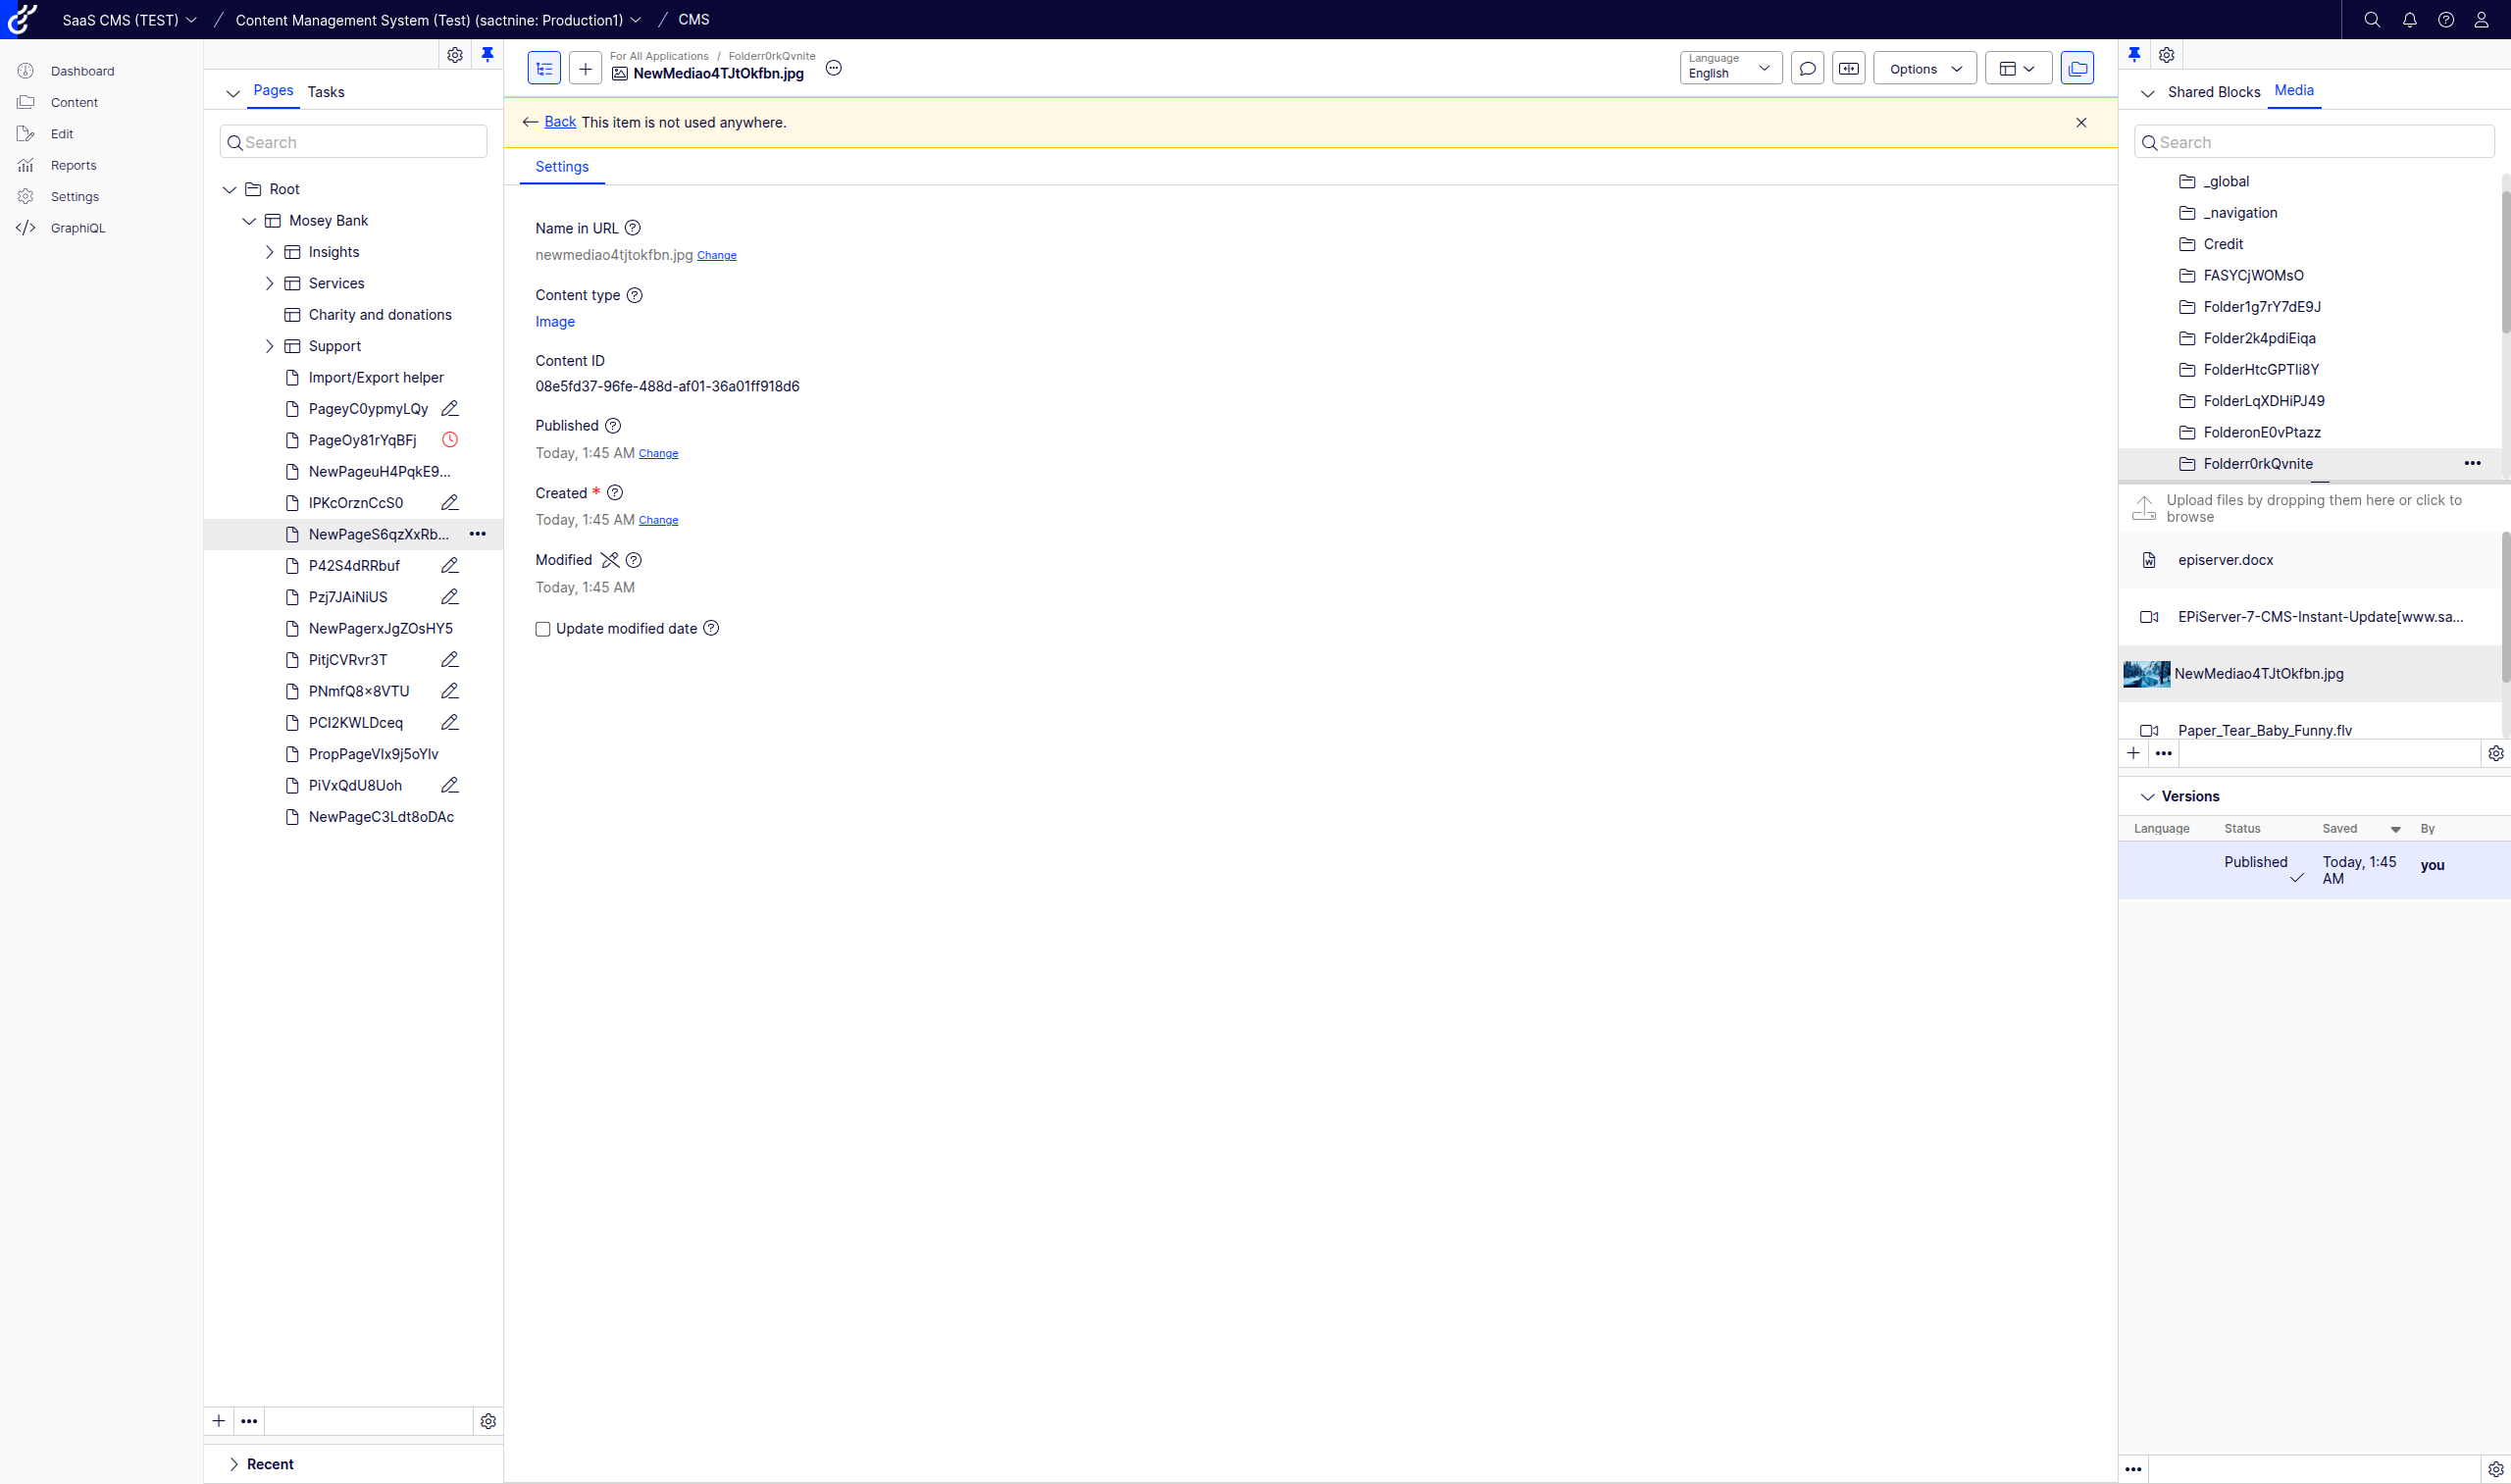 SaaS CMS (TEST) / Content Management System (Test) (sactnine: Production1) / CMS
Dashboard
Content
Edit
Reports
Settings
GraphiQL
Pages Tasks
Search
Root
Mosey Bank
Insights
Services
Charity and donations
Support
Import/Export helper
PageyC0ypmyLQy
PageOy81rYqBFj
NewPageuH4PqkE9...
IPKcOrznCcS0
NewPageS6qzXxRb...
P42S4dRRbuf
Pzj7JAiNiUS
NewPagerxJgZOsHY5
PitjCVRvr3T
PNmfQ8x8VTU
PCI2KWLDceq
PropPageVIx9j5oYlv
PiVxQdU8Uoh
NewPageC3Ldt8oDAc
Recent
For All Applications / Folderr0rkQvnite
NewMediao4TJtOkfbn.jpg
Language
English
Options
Back This item is not used anywhere.
Settings
Name in URL
newmediao4tjtokfbn.jpg Change
Content type
Image
Content ID
08e5fd37-96fe-488d-af01-36a01ff918d6
Published
Today, 1:45 AM Change
Created *
Today, 1:45 AM Change
Modified
Today, 1:45 AM
Update modified date
Shared Blocks Media
Search
_global
_navigation
Credit
FASYCjWOMsO
Folder1g7rY7dE9J
Folder2k4pdiEiqa
FolderHtcGPTli8Y
FolderLqXDHiPJ49
FolderonE0vPtazz
Folderr0rkQvnite
Upload files by dropping them here or click to
browse
episerver.docx
EPiServer-7-CMS-Instant-Update[www.sa...
NewMediao4TJtOkfbn.jpg
Paper_Tear_Baby_Funny.flv
Versions
Language Status Saved By
Published Today, 1:45 you
AM